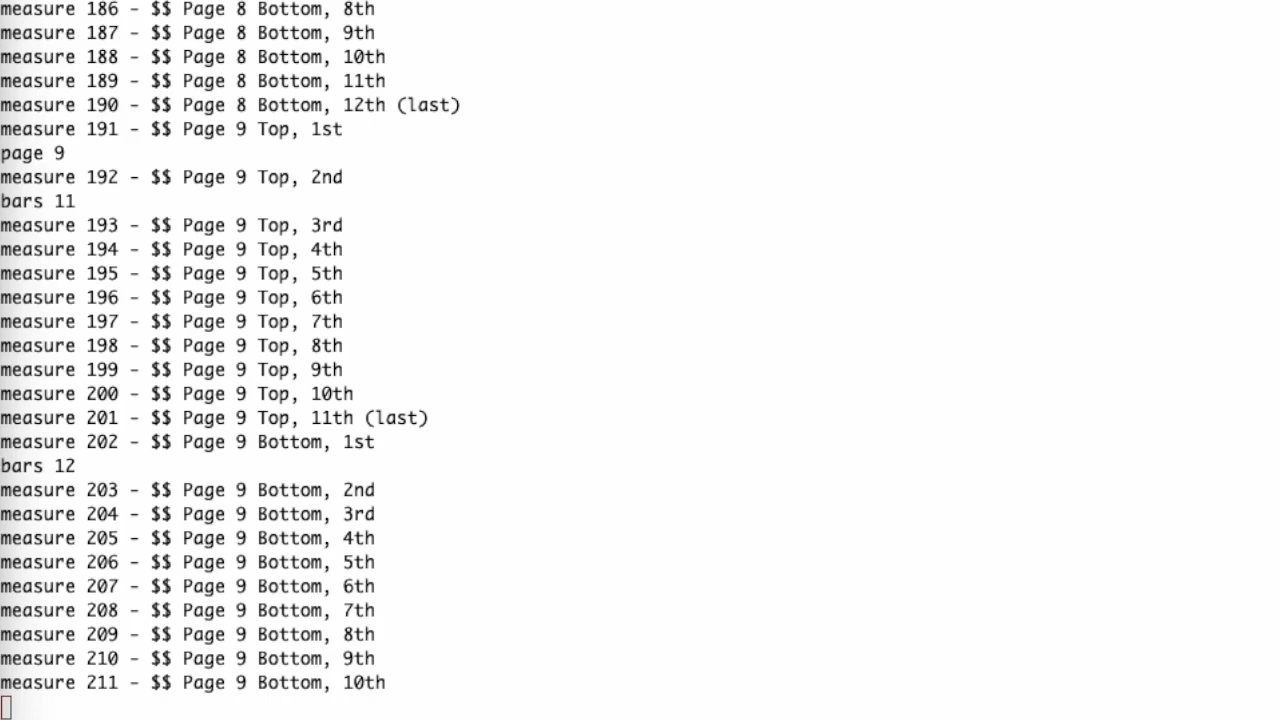 measure 186 - $$ Page 8 Bottom, 8th
measure 187 - $$ Page 8 Bottom, 9th
measure 188 - $$ Page 8 Bottom, 10th
measure 189 - $$ Page 8 Bottom, 11th
measure 190 - $$ Page 8 Bottom, 12th (last)
measure 191 - $$ Page 9 Top, 1st
page 9
measure 192 - $$ Page 9 Top, 2nd
bars 11
measure 193 - $$ Page 9 Top, 3rd
measure 194 - $$ Page 9 Top, 4th
measure 195 - $$ Page 9 Top, 5th
measure 196 - $$ Page 9 Top, 6th
measure 197 - $$ Page 9 Top, 7th
measure 198 - $$ Page 9 Top, 8th
measure 199 - $$ Page 9 Top, 9th
measure 200 - $$ Page 9 Top, 10th
measure 201 - $$ Page 9 Top, 11th (last)
measure 202 - $$ Page 9 Bottom, 1st
bars 12
measure 203 - $$ Page 9 Bottom, 2nd
measure 204 - $$ Page 9 Bottom, 3rd
measure 205 - $$ Page 9 Bottom, 4th
measure 206 - $$ Page 9 Bottom, 5th
measure 207 - $$ Page 9 Bottom, 6th
measure 208 - $$ Page 9 Bottom, 7th
measure 209 - $$ Page 9 Bottom, 8th
measure 210 - $$ Page 9 Bottom, 9th
measure 211 - $$ Page 9 Bottom, 10th